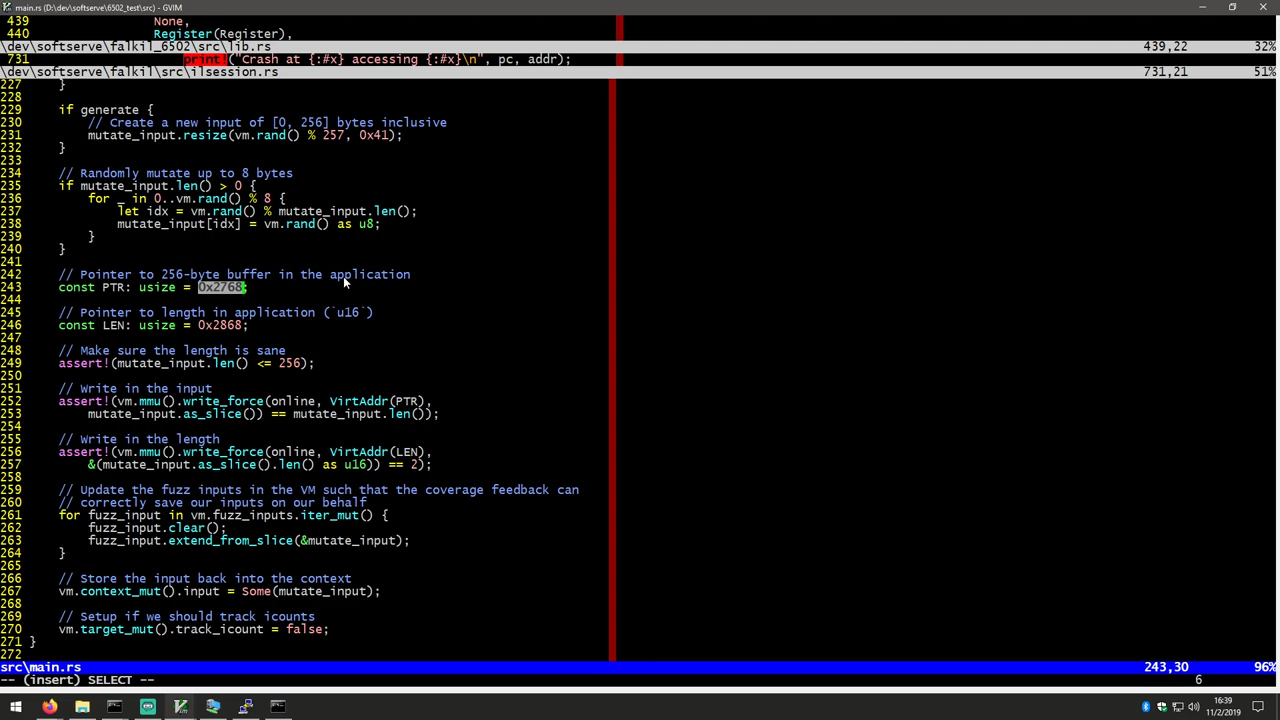 main.rs (D:\dev\softserve\6502_test\src) - GVIM
439                 None,
440                 Register(Register),
\dev\softserve\falkil_6502\src\lib.rs 439,22 32%
731                     print!("Crash at {:#x} accessing {:#x}\n", pc, addr);
\dev\softserve\falkil\src\ilsession.rs 731,21 51%
227     }
228
229     if generate {
230         // Create a new input of [0, 256] bytes inclusive
231         mutate_input.resize(vm.rand() % 257, 0x41);
232     }
233
234     // Randomly mutate up to 8 bytes
235     if mutate_input.len() > 0 {
236         for _ in 0..vm.rand() % 8 {
237             let idx = vm.rand() % mutate_input.len();
238             mutate_input[idx] = vm.rand() as u8;
239         }
240     }
241
242     // Pointer to 256-byte buffer in the application
243     const PTR: usize = 0x2768;
244
245     // Pointer to length in application (`u16`)
246     const LEN: usize = 0x2868;
247
248     // Make sure the length is sane
249     assert!(mutate_input.len() <= 256);
250
251     // Write in the input
252     assert!(vm.mmu().write_force(online, VirtAddr(PTR),
253         mutate_input.as_slice()) == mutate_input.len());
254
255     // Write in the length
256     assert!(vm.mmu().write_force(online, VirtAddr(LEN),
257         &(mutate_input.as_slice().len() as u16)) == 2);
258
259     // Update the fuzz inputs in the VM such that the coverage feedback can
260     // correctly save our inputs on our behalf
261     for fuzz_input in vm.fuzz_inputs.iter_mut() {
262         fuzz_input.clear();
263         fuzz_input.extend_from_slice(&mutate_input);
264     }
265
266     // Store the input back into the context
267     vm.context_mut().input = Some(mutate_input);
268
269     // Setup if we should track icounts
270     vm.target_mut().track_icount = false;
271 }
272
src\main.rs 243,30 96%
-- (insert) SELECT -- 6
16:39
11/2/2019